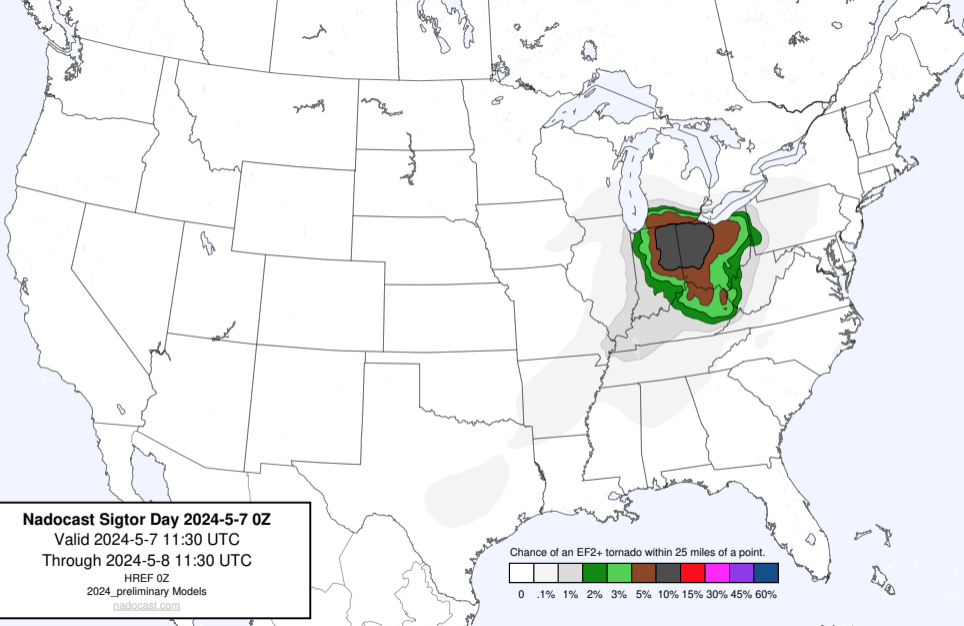 Nadocast Sigtor Day 2024-5-7 0Z
Valid 2024-5-7 11:30 UTC
Through 2024-5-8 11:30 UTC
HREF 0Z
2024_preliminary Models
nadocast.com
Chance of an EF2+ tornado within 25 miles of a point.
0 .1% 1% 2% 3% 5% 10% 15% 30% 45% 60%